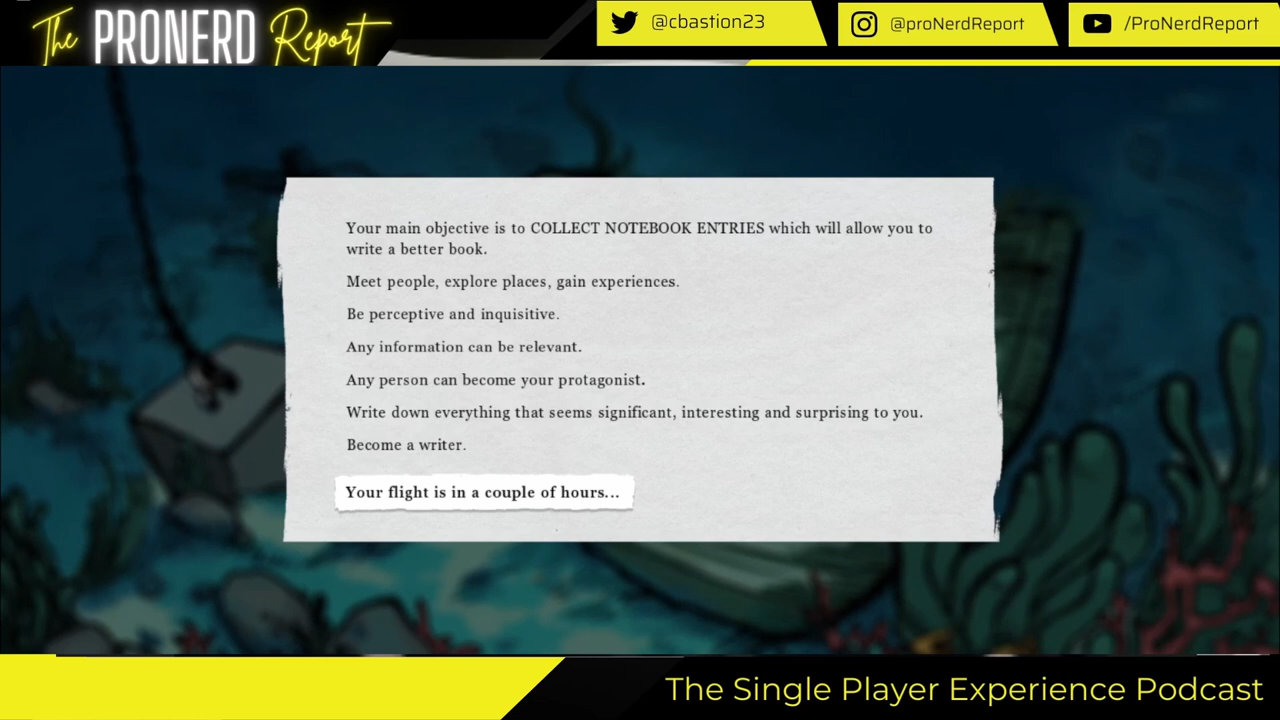 The PRONERD Report
@cbastion23
@proNerdReport
/ProNerdReport
Your main objective is to COLLECT NOTEBOOK ENTRIES which will allow you to
write a better book.
Meet people, explore places, gain experiences.
Be perceptive and inquisitive.
Any information can be relevant.
Any person can become your protagonist.
Write down everything that seems significant, interesting and surprising to you.
Become a writer.
Your flight is in a couple of hours...
The Single Player Experience Podcast